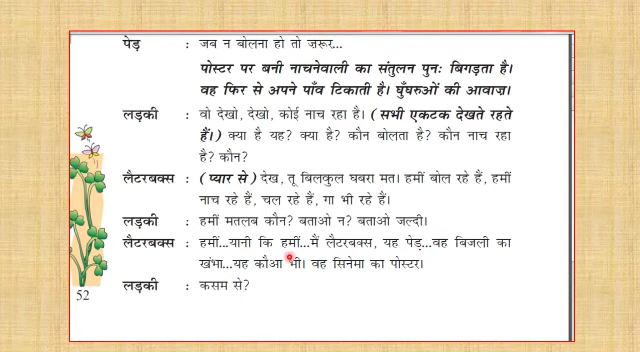 पेड़ : जब न बोलना हो तो ज़रूर...
पोस्टर पर बनी नाचनेवाली का संतुलन पुनः बिगड़ता है।
वह फिर से अपने पाँव टिकाती है। घुँघरुओं की आवाज़।
लड़की : वो देखो, देखो, कोई नाच रहा है। (सभी एकटक देखते रहते
हैं।) क्या है यह? क्या है? कौन बोलता है? कौन नाच रहा
है? कौन?
लैटरबक्स : (प्यार से) देख, तू बिलकुल घबरा मत। हमीं बोल रहे हैं, हमीं
नाच रहे हैं, चल रहे हैं, गा भी रहे हैं।
लड़की : हमीं मतलब कौन? बताओ न? बताओ जल्दी।
लैटरबक्स : हमीं...यानी कि हमीं...मैं लैटरबक्स, यह पेड़...वह बिजली का
खंभा...यह कौआ भी। वह सिनेमा का पोस्टर।
लड़की : कसम से?
52